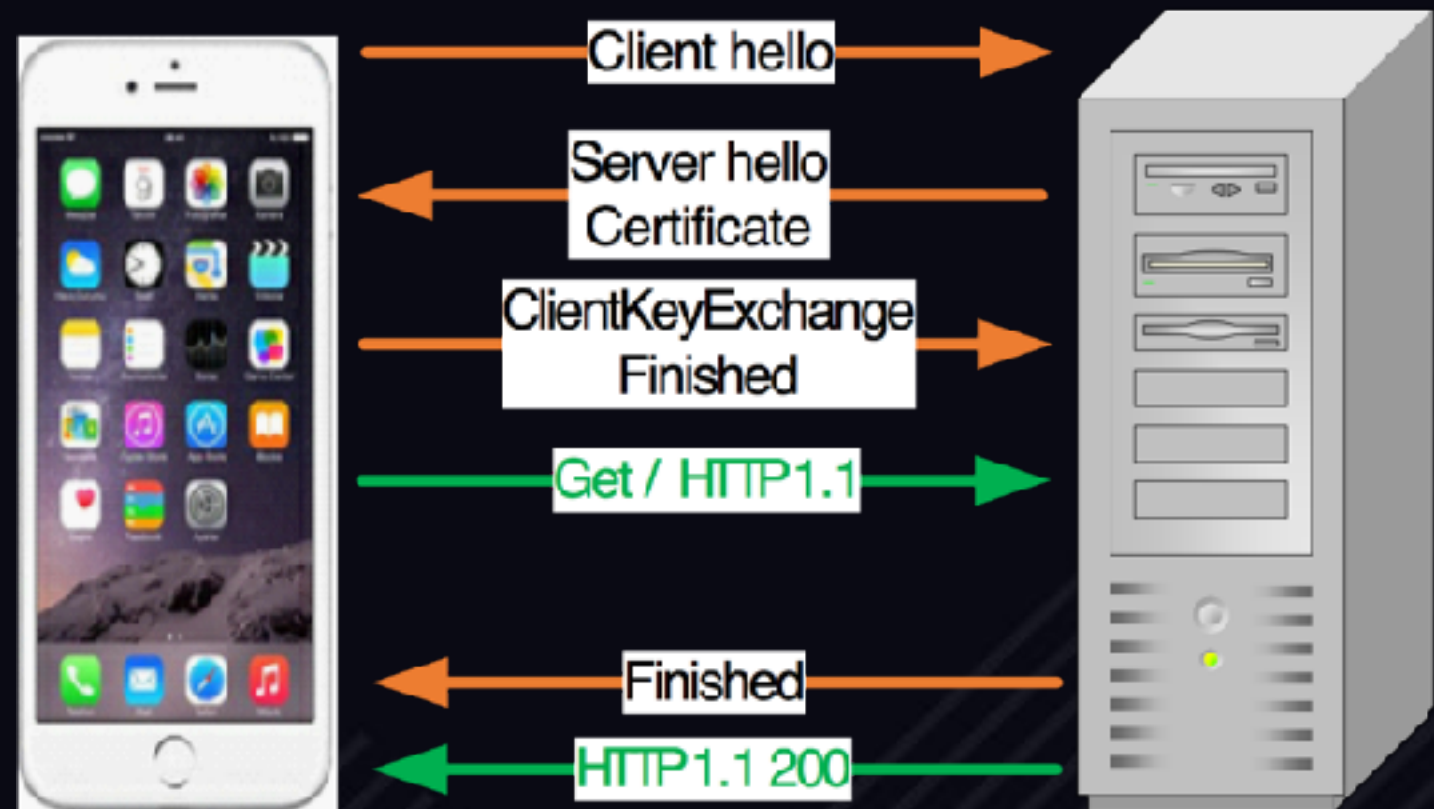 Client hello
Server hello
Certificate
ClientKeyExchange
Finished
Get / HTTP1.1
Finished
HTTP1.1 200